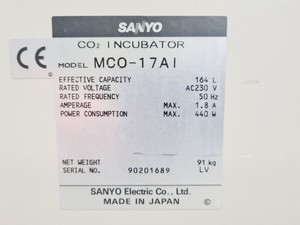 SANYO
CO₂ INCUBATOR
MODEL MCO-17AI
EFFECTIVE CAPACITY 164 L
RATED VOLTAGE AC230 V
RATED FREQUENCY 50 Hz
AMPERAGE MAX. 1.8 A
POWER CONSUMPTION MAX. 440 W
CE
NET WEIGHT 91 kg
SERIAL NO. 90201689 LV
SANYO Electric Co., Ltd.
MADE IN JAPAN